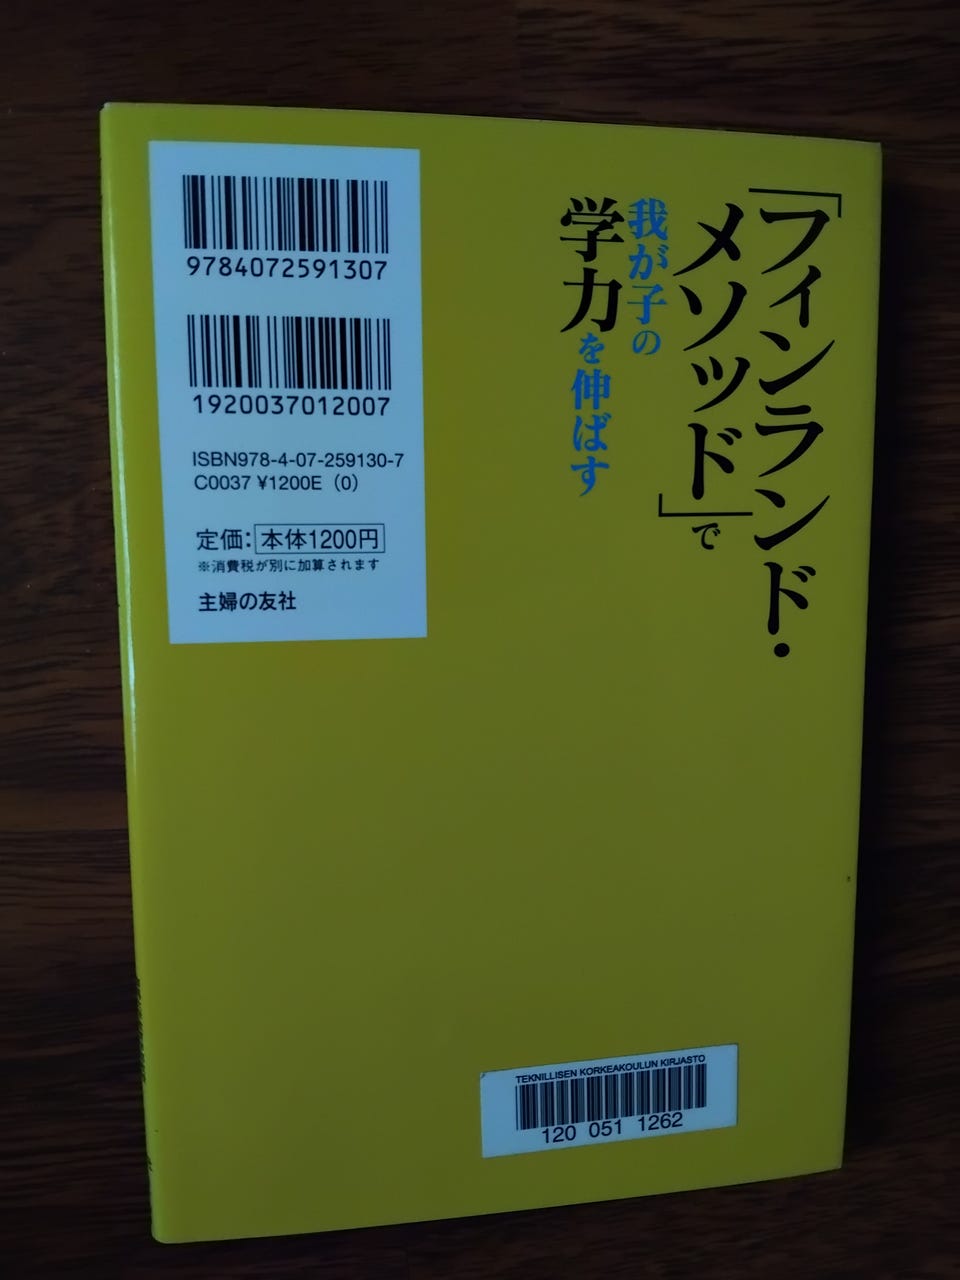 「フィンランド・
メソッド」で
我が子の
学力を伸ばす
9784072591307
1920037012007
ISBN978-4-07-259130-7
C0037 ¥1200E (0)
定価：本体1200円
※消費税が別に加算されます
主婦の友社
TEKNILLISEN KORKEAKOULUN KIRJASTO
120 051 1262